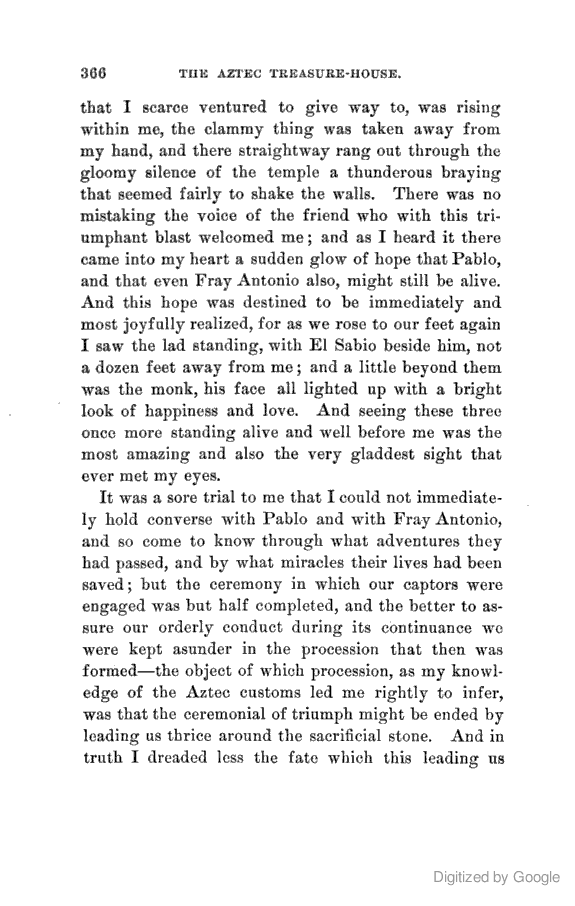 366 THE AZTEC TREASURE-HOUSE.
that I scarce ventured to give way to, was rising
within me, the clammy thing was taken away from
my hand, and there straightway rang out through the
gloomy silence of the temple a thunderous braying
that seemed fairly to shake the walls. There was no
mistaking the voice of the friend who with this tri-
umphant blast welcomed me; and as I heard it there
came into my heart a sudden glow of hope that Pablo,
and that even Fray Antonio also, might still be alive.
And this hope was destined to be immediately and
most joyfully realized, for as we rose to our feet again
I saw the lad standing, with El Sabio beside him, not
a dozen feet away from me; and a little beyond them
was the monk, his face all lighted up with a bright
look of happiness and love. And seeing these three
once more standing alive and well before me was the
most amazing and also the very gladdest sight that
ever met my eyes.
It was a sore trial to me that I could not immediate-
ly hold converse with Pablo and with Fray Antonio,
and so come to know through what adventures they
had passed, and by what miracles their lives had been
saved; but the ceremony in which our captors were
engaged was but half completed, and the better to as-
sure our orderly conduct during its continuance we
were kept asunder in the procession that then was
formed—the object of which procession, as my knowl-
edge of the Aztec customs led me rightly to infer,
was that the ceremonial of triumph might be ended by
leading us thrice around the sacrificial stone. And in
truth I dreaded less the fate which this leading us
Digitized by Google